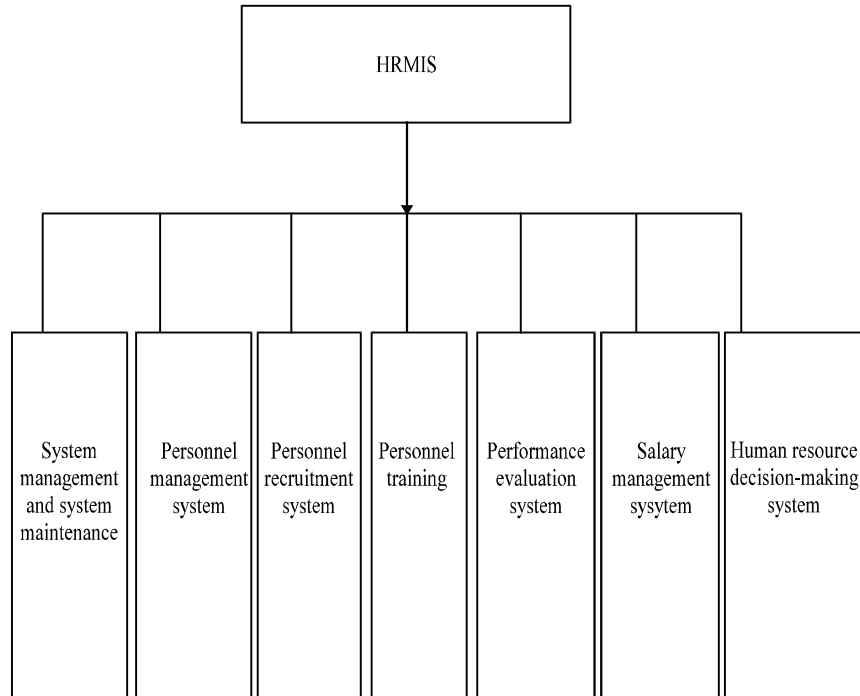 HRMIS
System
management
and system
maintenance
Personnel
management
system
Personnel
recruitment
system
Personnel
training
Performance
evaluation
system
Salary
management
sysytem
Human resource
decision-making
system